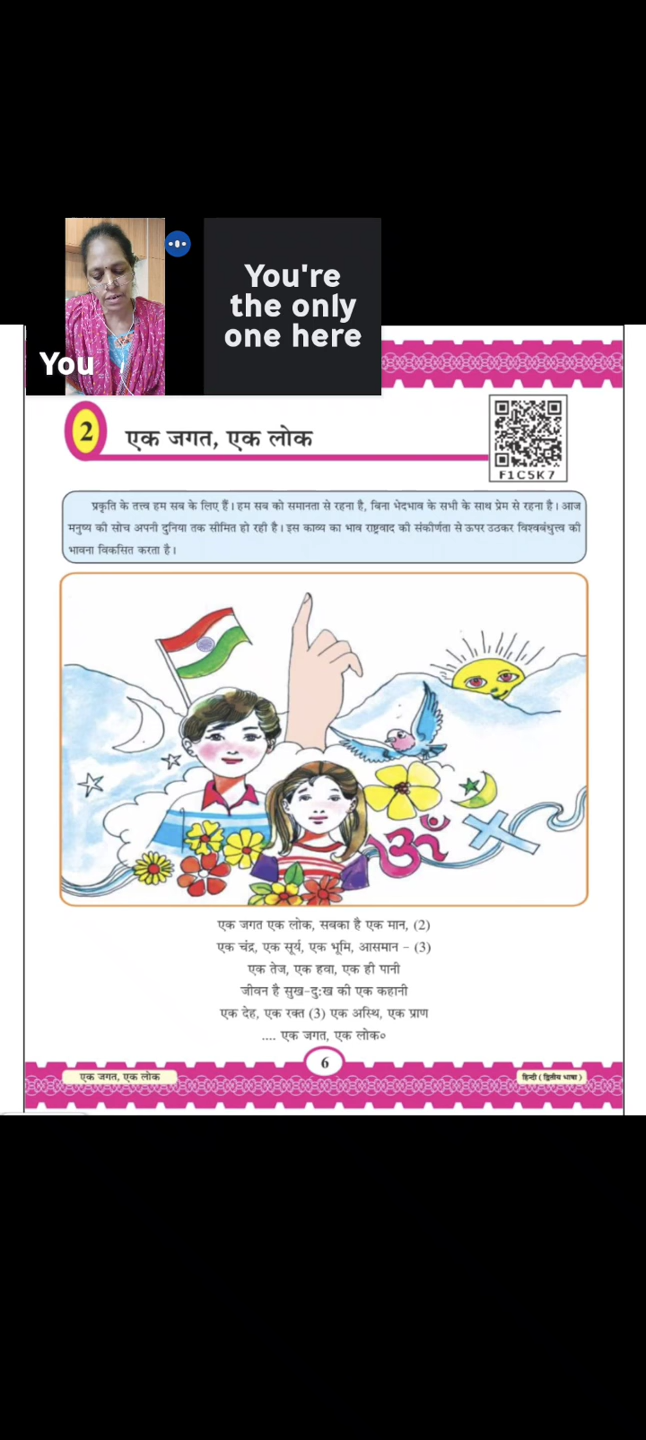 You're
the only
one here
You
2
एक जगत, एक लोक
F1C5K7
प्रकृति के तत्त्व हम सब के लिए हैं। हम सब को समानता से रहना है, बिना भेदभाव के सभी के साथ प्रेम से रहना है। आज
मनुष्य की सोच अपनी दुनिया तक सीमित हो रही है। इस काव्य का भाव राष्ट्रवाद की संकीर्णता से ऊपर उठकर विश्वबंधुत्त्व की
भावना विकसित करता है।
ॐ
एक जगत एक लोक, सबका है एक मान, (2)
एक चंद्र, एक सूर्य, एक भूमि, आसमान - (3)
एक तेज, एक हवा, एक ही पानी
जीवन है सुख-दुःख की एक कहानी
एक देह, एक रक्त (3) एक अस्थि, एक प्राण
.... एक जगत, एक लोक०
6
एक जगत, एक लोक
हिन्दी ( द्वितीय भाषा )